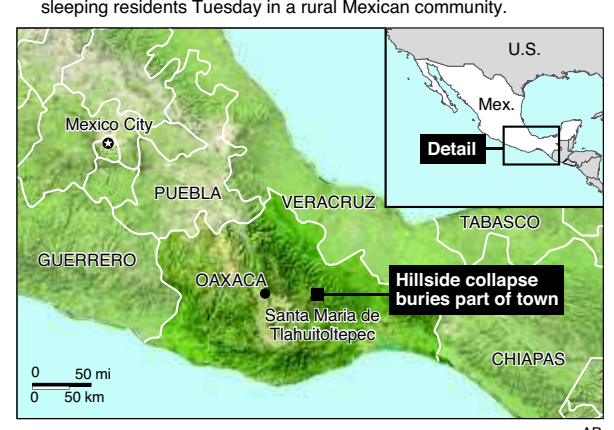 sleeping residents Tuesday in a rural Mexican community.
U.S.
Mex.
Detail
Mexico City
PUEBLA
VERACRUZ
TABASCO
GUERRERO
OAXACA
Hillside collapse
buries part of town
Santa Maria de
Tlahuitoltepec
CHIAPAS
0 50 mi
0 50 km
AP